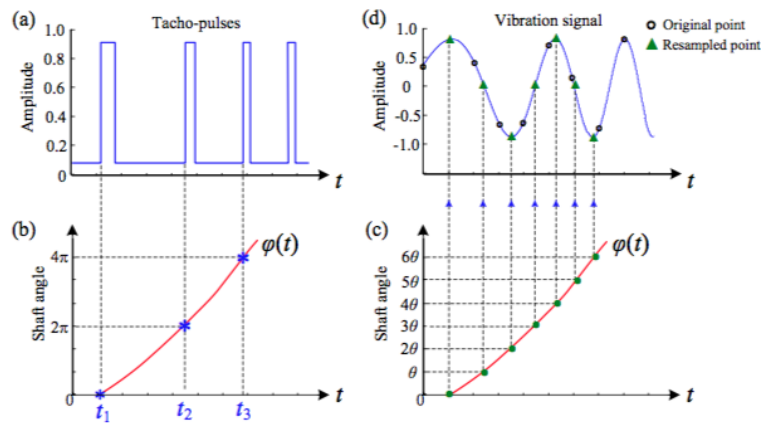 (a) Tacho-pulses
Amplitude
1.0
0.8
0.6
0.4
0.2
0
t
(d) Vibration signal
Original point
Resampled point
Amplitude
1.0
0.5
0
-0.5
-1.0
t
(b)
Shaft angle
4π
2π
0
φ(t)
t1 t2 t3
t
(c)
Shaft angle
6θ
5θ
4θ
3θ
2θ
θ
0
φ(t)
t